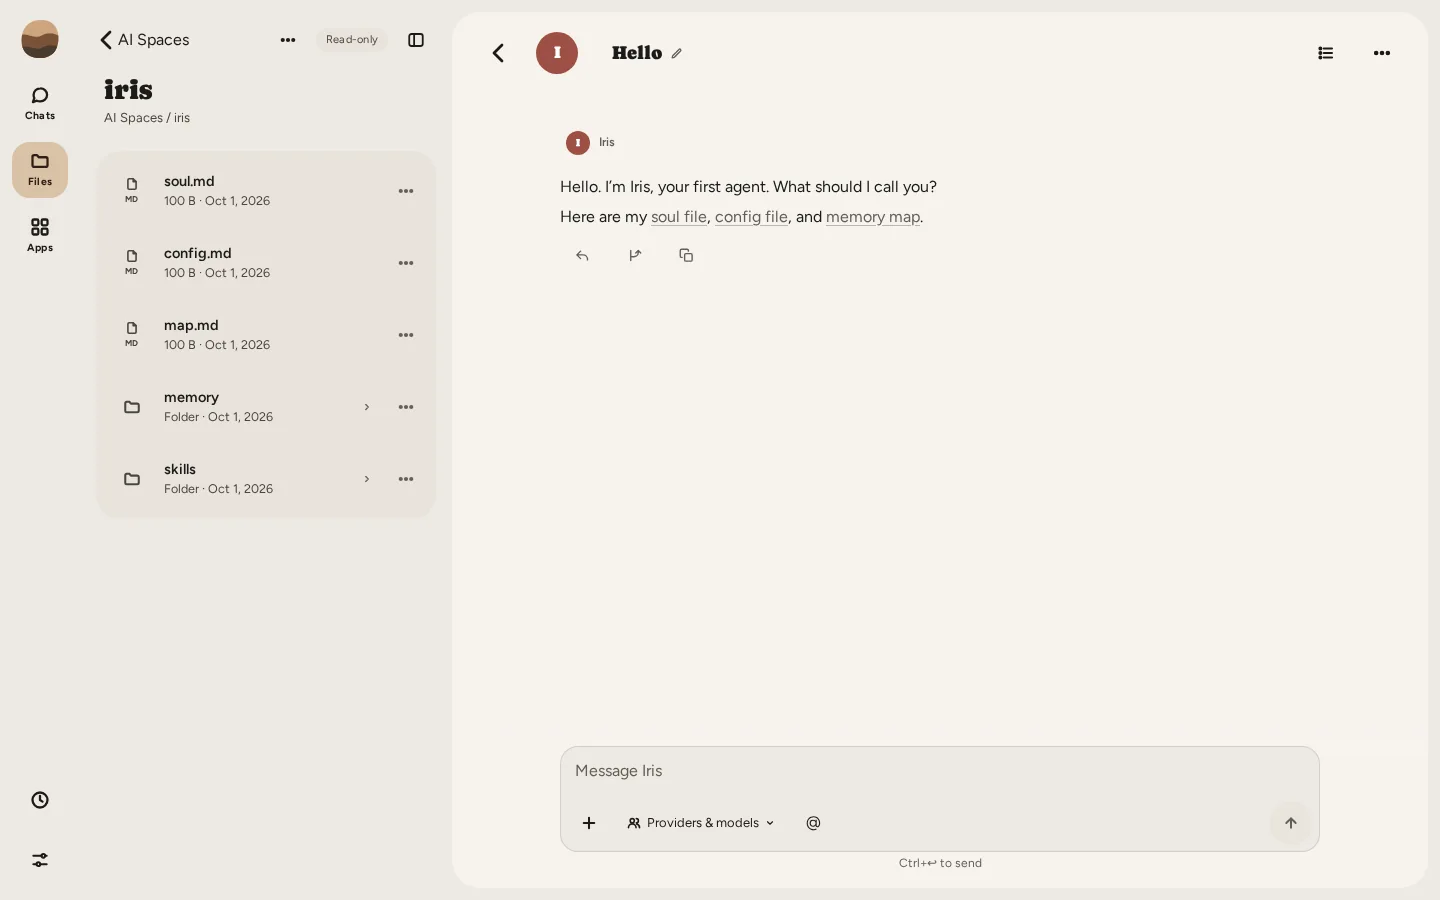 AI Spaces
Read-only
iris
AI Spaces / iris
Chats
Files
Apps
MD
soul.md
100 B · Oct 1, 2026
MD
config.md
100 B · Oct 1, 2026
MD
map.md
100 B · Oct 1, 2026
memory
Folder · Oct 1, 2026
skills
Folder · Oct 1, 2026
I
Hello
I
Iris
Hello. I’m Iris, your first agent. What should I call you?
Here are my soul file, config file, and memory map.
Message Iris
Providers & models
@
Ctrl+↩ to send